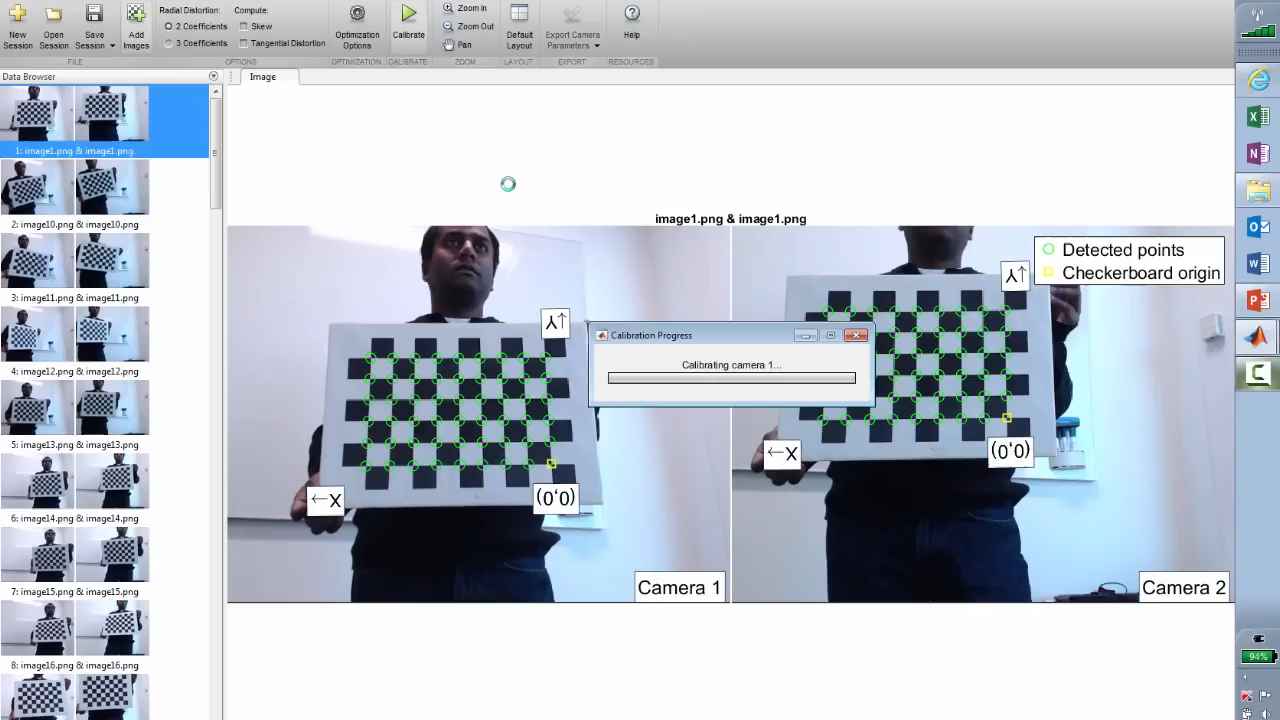 New Session
Open Session
Save Session
Add Images
Radial Distortion:
2 Coefficients
3 Coefficients
Compute:
Skew
Tangential Distortion
Optimization Options
Calibrate
Zoom In
Zoom Out
Pan
Default Layout
Export Camera Parameters
Help
FILE
OPTIONS
OPTIMIZATION
CALIBRATE
ZOOM
LAYOUT
EXPORT
RESOURCES
Data Browser
Image
1: image1.png & image1.png
2: image10.png & image10.png
3: image11.png & image11.png
4: image12.png & image12.png
5: image13.png & image13.png
6: image14.png & image14.png
7: image15.png & image15.png
8: image16.png & image16.png
image1.png & image1.png
Detected points
Checkerboard origin
Y↑
Y↑
Calibration Progress
Calibrating camera 1...
←X
(0,0)
←X
(0,0)
Camera 1
Camera 2
94%